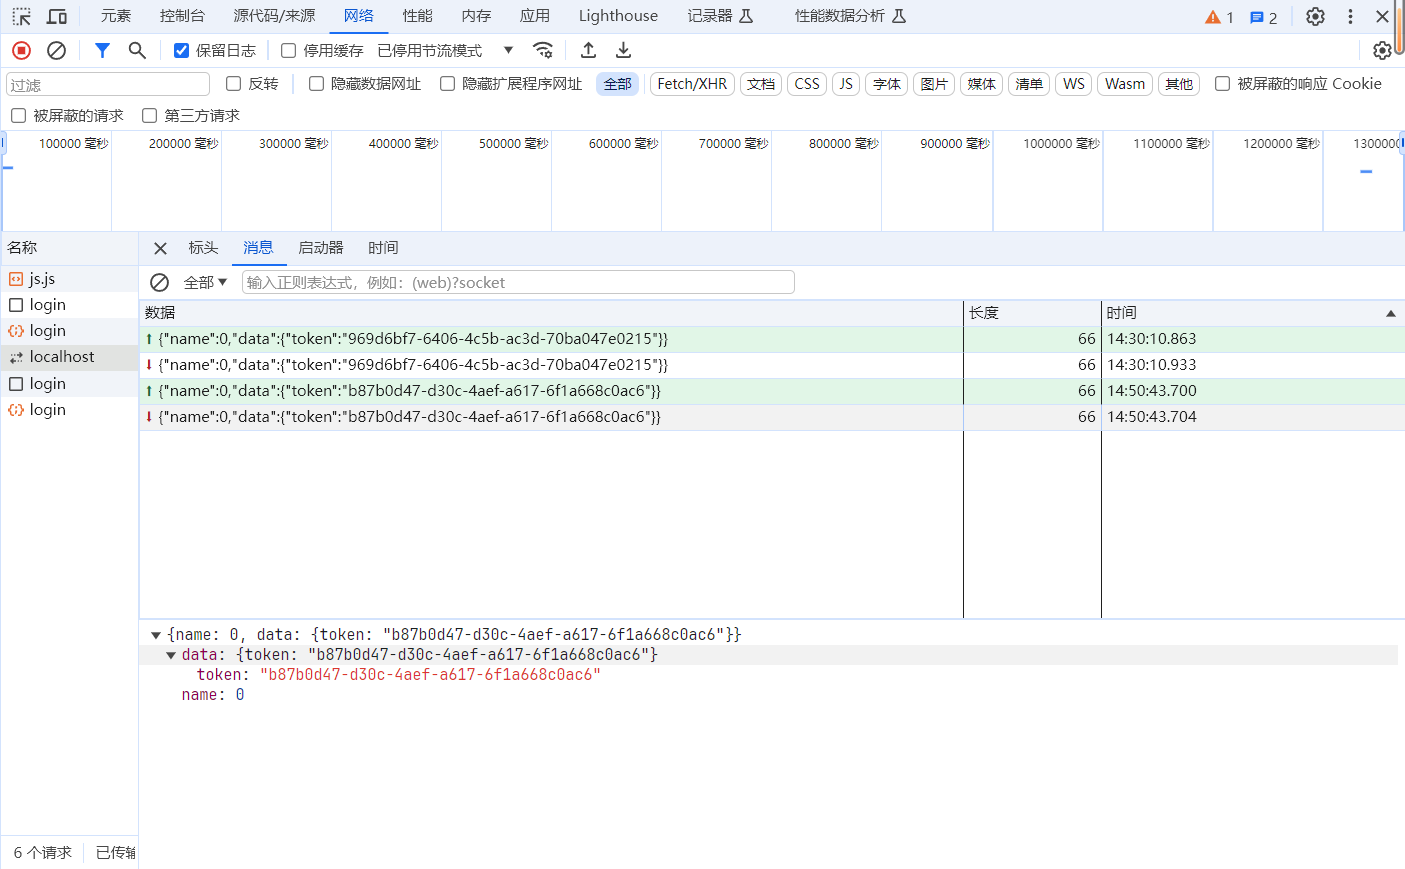 元素 控制台 源代码/来源 网络 性能 内存 应用 Lighthouse 记录器 性能数据分析 1 2
保留日志 停用缓存 已停用节流模式
过滤 反转 隐藏数据网址 隐藏扩展程序网址 全部 Fetch/XHR 文档 CSS JS 字体 图片 媒体 清单 WS Wasm 其他 被屏蔽的响应 Cookie
被屏蔽的请求 第三方请求
100000 毫秒 200000 毫秒 300000 毫秒 400000 毫秒 500000 毫秒 600000 毫秒 700000 毫秒 800000 毫秒 900000 毫秒 1000000 毫秒 1100000 毫秒 1200000 毫秒 1300000
名称 标头 消息 启动器 时间
js.js
login
login
localhost
login
login
全部 输入正则表达式，例如：(web)?socket
数据 长度 时间
{"name":0,"data":{"token":"969d6bf7-6406-4c5b-ac3d-70ba047e0215"}} 66 14:30:10.863
{"name":0,"data":{"token":"969d6bf7-6406-4c5b-ac3d-70ba047e0215"}} 66 14:30:10.933
{"name":0,"data":{"token":"b87b0d47-d30c-4aef-a617-6f1a668c0ac6"}} 66 14:50:43.700
{"name":0,"data":{"token":"b87b0d47-d30c-4aef-a617-6f1a668c0ac6"}} 66 14:50:43.704
{name: 0, data: {token: "b87b0d47-d30c-4aef-a617-6f1a668c0ac6"}}
data: {token: "b87b0d47-d30c-4aef-a617-6f1a668c0ac6"}
token: "b87b0d47-d30c-4aef-a617-6f1a668c0ac6"
name: 0
6 个请求 已传输